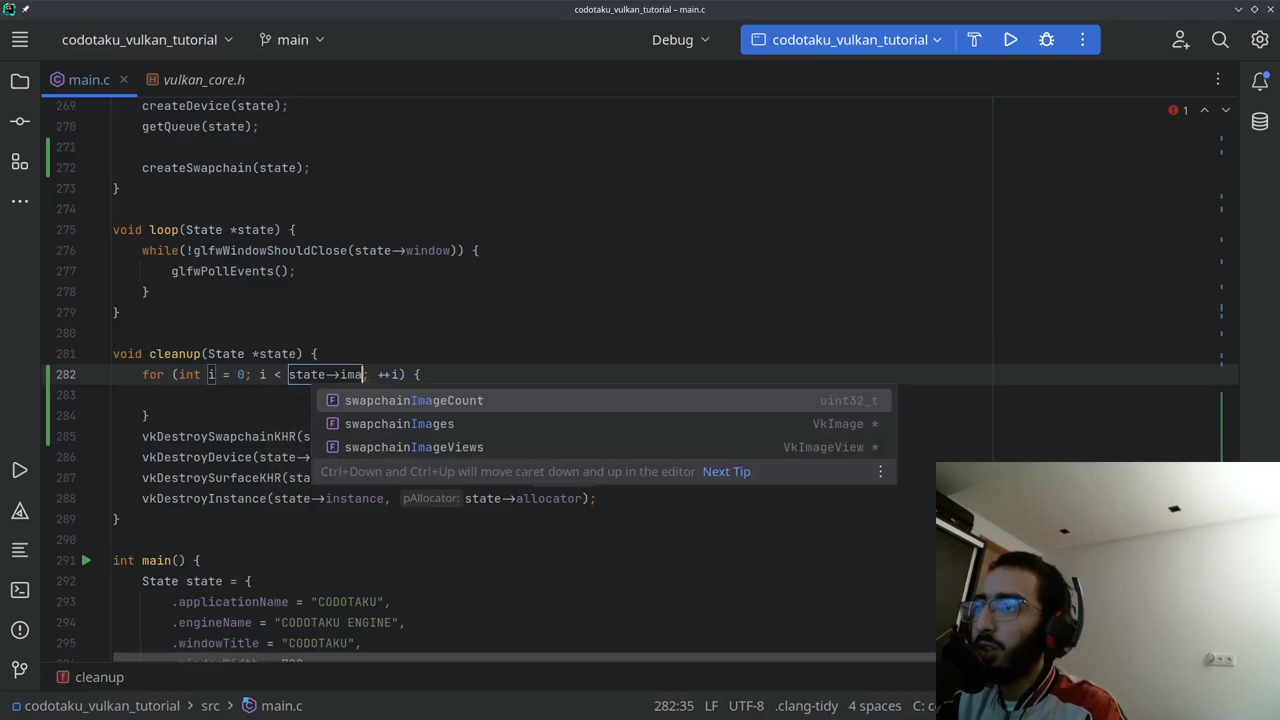 codotaku_vulkan_tutorial – main.c
codotaku_vulkan_tutorial main Debug codotaku_vulkan_tutorial
main.c vulkan_core.h
1
269 createDevice(state);
270 getQueue(state);
271
272 createSwapchain(state);
273 }
274
275 void loop(State *state) {
276 while(!glfwWindowShouldClose(state→window)) {
277 glfwPollEvents();
278 }
279 }
280
281 void cleanup(State *state) {
282 for (int i = 0; i < state→ima; ++i) {
283
swapchainImageCount uint32_t
284 }
swapchainImages VkImage *
285 vkDestroySwapchainKHR(s
swapchainImageViews VkImageView *
286 vkDestroyDevice(state→
Ctrl+Down and Ctrl+Up will move caret down and up in the editor Next Tip
287 vkDestroySurfaceKHR(sta
288 vkDestroyInstance(state→instance, pAllocator: state→allocator);
289 }
290
291 int main() {
292 State state = {
293 .applicationName = "CODOTAKU",
294 .engineName = "CODOTAKU ENGINE",
295 .windowTitle = "CODOTAKU",
cleanup
codotaku_vulkan_tutorial > src > main.c 282:35 LF UTF-8 .clang-tidy 4 spaces C: co